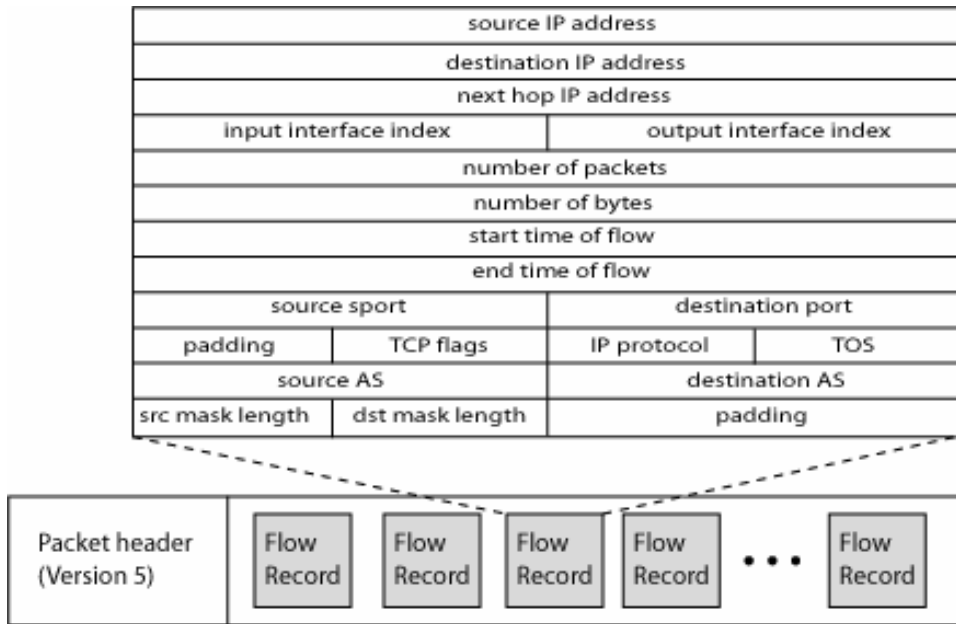 source IP address
destination IP address
next hop IP address
input interface index output interface index
number of packets
number of bytes
start time of flow
end time of flow
source sport destination port
padding TCP flags IP protocol TOS
source AS destination AS
src mask length dst mask length padding
Packet header
(Version 5)
Flow
Record
Flow
Record
Flow
Record
Flow
Record
• • •
Flow
Record